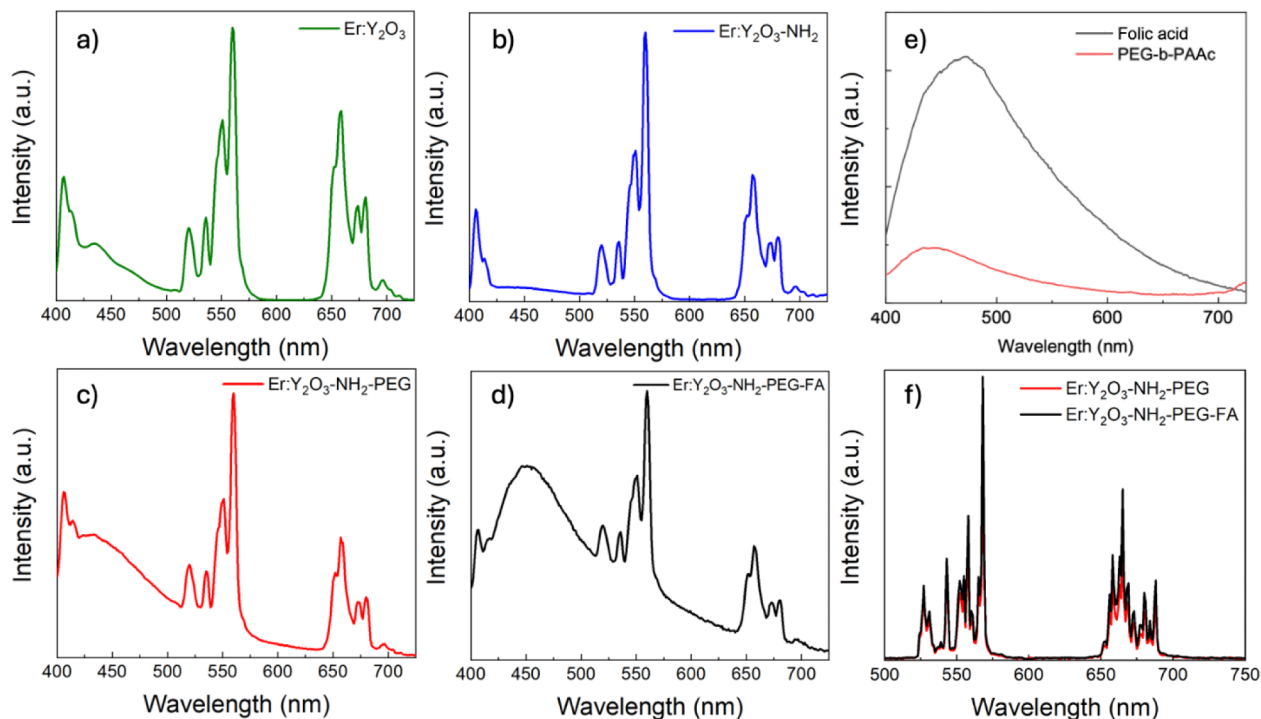 a)
Er:Y₂O₃
Intensity (a.u.)
400 450 500 550 600 650 700
Wavelength (nm)
b)
Er:Y₂O₃-NH₂
Intensity (a.u.)
400 450 500 550 600 650 700
Wavelength (nm)
e)
Folic acid
PEG-b-PAAc
Intensity (a.u.)
400 500 600 700
Wavelength (nm)
c)
Er:Y₂O₃-NH₂-PEG
Intensity (a.u.)
400 450 500 550 600 650 700
Wavelength (nm)
d)
Er:Y₂O₃-NH₂-PEG-FA
Intensity (a.u.)
400 450 500 550 600 650 700
Wavelength (nm)
f)
Er:Y₂O₃-NH₂-PEG
Er:Y₂O₃-NH₂-PEG-FA
Intensity (a.u.)
500 550 600 650 700 750
Wavelength (nm)